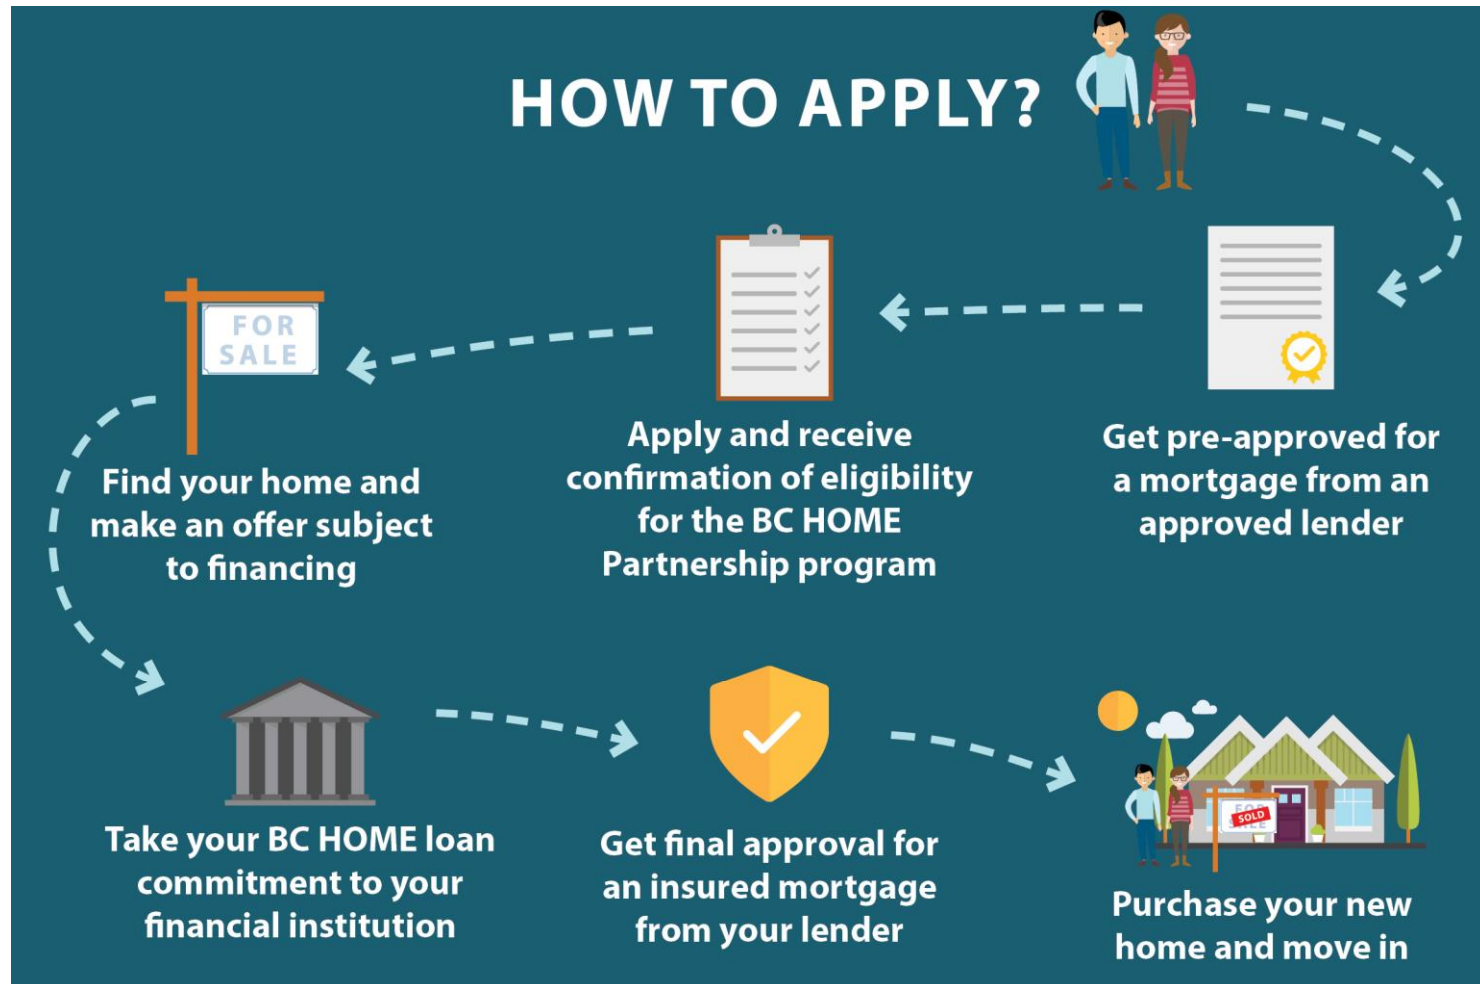 HOW TO APPLY?
Get pre-approved for
a mortgage from an
approved lender
Apply and receive
confirmation of eligibility
for the BC HOME
Partnership program
FOR
SALE
Find your home and
make an offer subject
to financing
Take your BC HOME loan
commitment to your
financial institution
Get final approval for
an insured mortgage
from your lender
FOR
SOLD
SALE
Purchase your new
home and move in